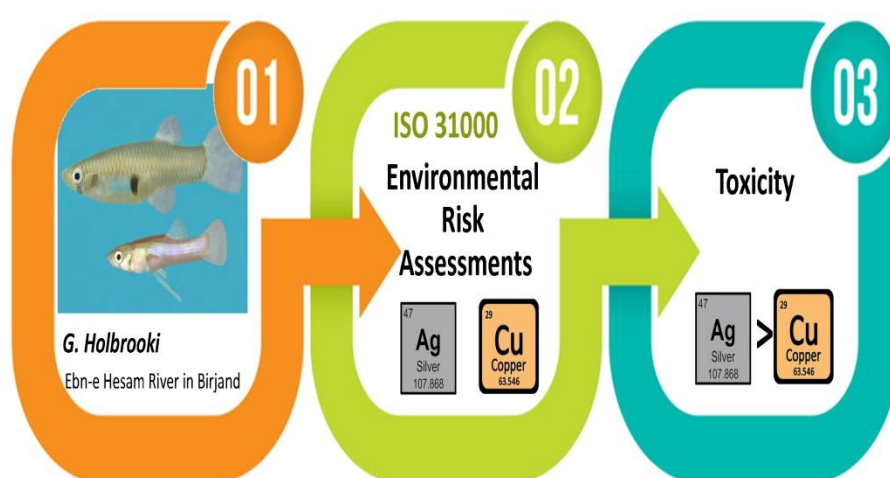 01
G. Holbrooki
Ebn-e Hesam River in Birjand
02
ISO 31000
Environmental
Risk
Assessments
47
Ag
Silver
107.868
29
Cu
Copper
63.546
03
Toxicity
47
Ag
Silver
107.868
>
29
Cu
Copper
63.546